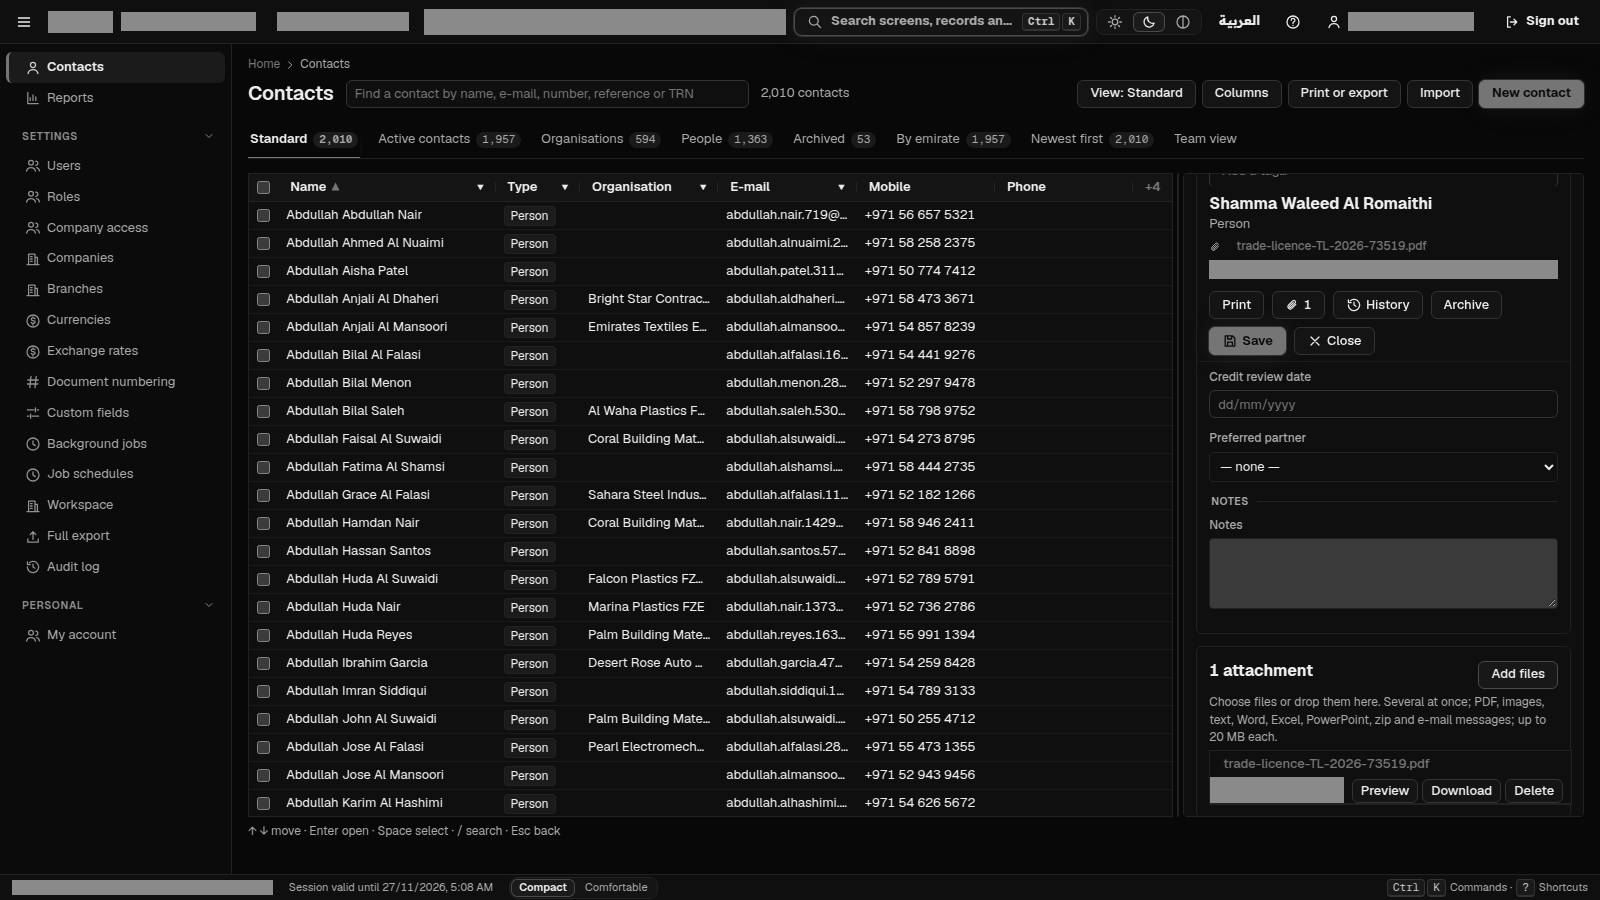 Search screens, records an... Ctrl K
العربية
Sign out
Contacts
Reports
SETTINGS
Users
Roles
Company access
Companies
Branches
Currencies
Exchange rates
Document numbering
Custom fields
Background jobs
Job schedules
Workspace
Full export
Audit log
PERSONAL
My account
Home > Contacts
Contacts
Find a contact by name, e-mail, number, reference or TRN
2,010 contacts
View: Standard
Columns
Print or export
Import
New contact
Standard 2,010
Active contacts 1,957
Organisations 594
People 1,363
Archived 53
By emirate 1,957
Newest first 2,010
Team view
Name Type Organisation E-mail Mobile Phone +4
Abdullah Abdullah Nair Person abdullah.nair.719@... +971 56 657 5321
Abdullah Ahmed Al Nuaimi Person abdullah.alnuaimi.2... +971 58 258 2375
Abdullah Aisha Patel Person abdullah.patel.311... +971 50 774 7412
Abdullah Anjali Al Dhaheri Person Bright Star Contrac... abdullah.aldhaheri.... +971 58 473 3671
Abdullah Anjali Al Mansoori Person Emirates Textiles E... abdullah.almansoo... +971 54 857 8239
Abdullah Bilal Al Falasi Person abdullah.alfalasi.16... +971 54 441 9276
Abdullah Bilal Menon Person abdullah.menon.28... +971 52 297 9478
Abdullah Bilal Saleh Person Al Waha Plastics F... abdullah.saleh.530... +971 58 798 9752
Abdullah Faisal Al Suwaidi Person Coral Building Mat... abdullah.alsuwaidi.... +971 54 273 8795
Abdullah Fatima Al Shamsi Person abdullah.alshamsi.... +971 58 444 2735
Abdullah Grace Al Falasi Person Sahara Steel Indus... abdullah.alfalasi.11... +971 52 182 1266
Abdullah Hamdan Nair Person Coral Building Mat... abdullah.nair.1429... +971 58 946 2411
Abdullah Hassan Santos Person abdullah.santos.57... +971 52 841 8898
Abdullah Huda Al Suwaidi Person Falcon Plastics FZ... abdullah.alsuwaidi.... +971 52 789 5791
Abdullah Huda Nair Person Marina Plastics FZE abdullah.nair.1373... +971 52 736 2786
Abdullah Huda Reyes Person Palm Building Mate... abdullah.reyes.163... +971 55 991 1394
Abdullah Ibrahim Garcia Person Desert Rose Auto ... abdullah.garcia.47... +971 54 259 8428
Abdullah Imran Siddiqui Person abdullah.siddiqui.1... +971 54 789 3133
Abdullah John Al Suwaidi Person Palm Building Mate... abdullah.alsuwaidi.... +971 50 255 4712
Abdullah Jose Al Falasi Person Pearl Electromech... abdullah.alfalasi.28... +971 55 473 1355
Abdullah Jose Al Mansoori Person abdullah.almansoo... +971 52 943 9456
Abdullah Karim Al Hashimi Person abdullah.alhashimi.... +971 54 626 5672
↑↓ move · Enter open · Space select · / search · Esc back
Shamma Waleed Al Romaithi
Person
trade-licence-TL-2026-73519.pdf
Print
1
History
Archive
Save
Close
Credit review date
dd/mm/yyyy
Preferred partner
— none —
NOTES
Notes
1 attachment
Add files
Choose files or drop them here. Several at once; PDF, images,
text, Word, Excel, PowerPoint, zip and e-mail messages; up to
20 MB each.
trade-licence-TL-2026-73519.pdf
Preview
Download
Delete
Session valid until 27/11/2026, 5:08 AM
Compact
Comfortable
Ctrl K Commands · ? Shortcuts